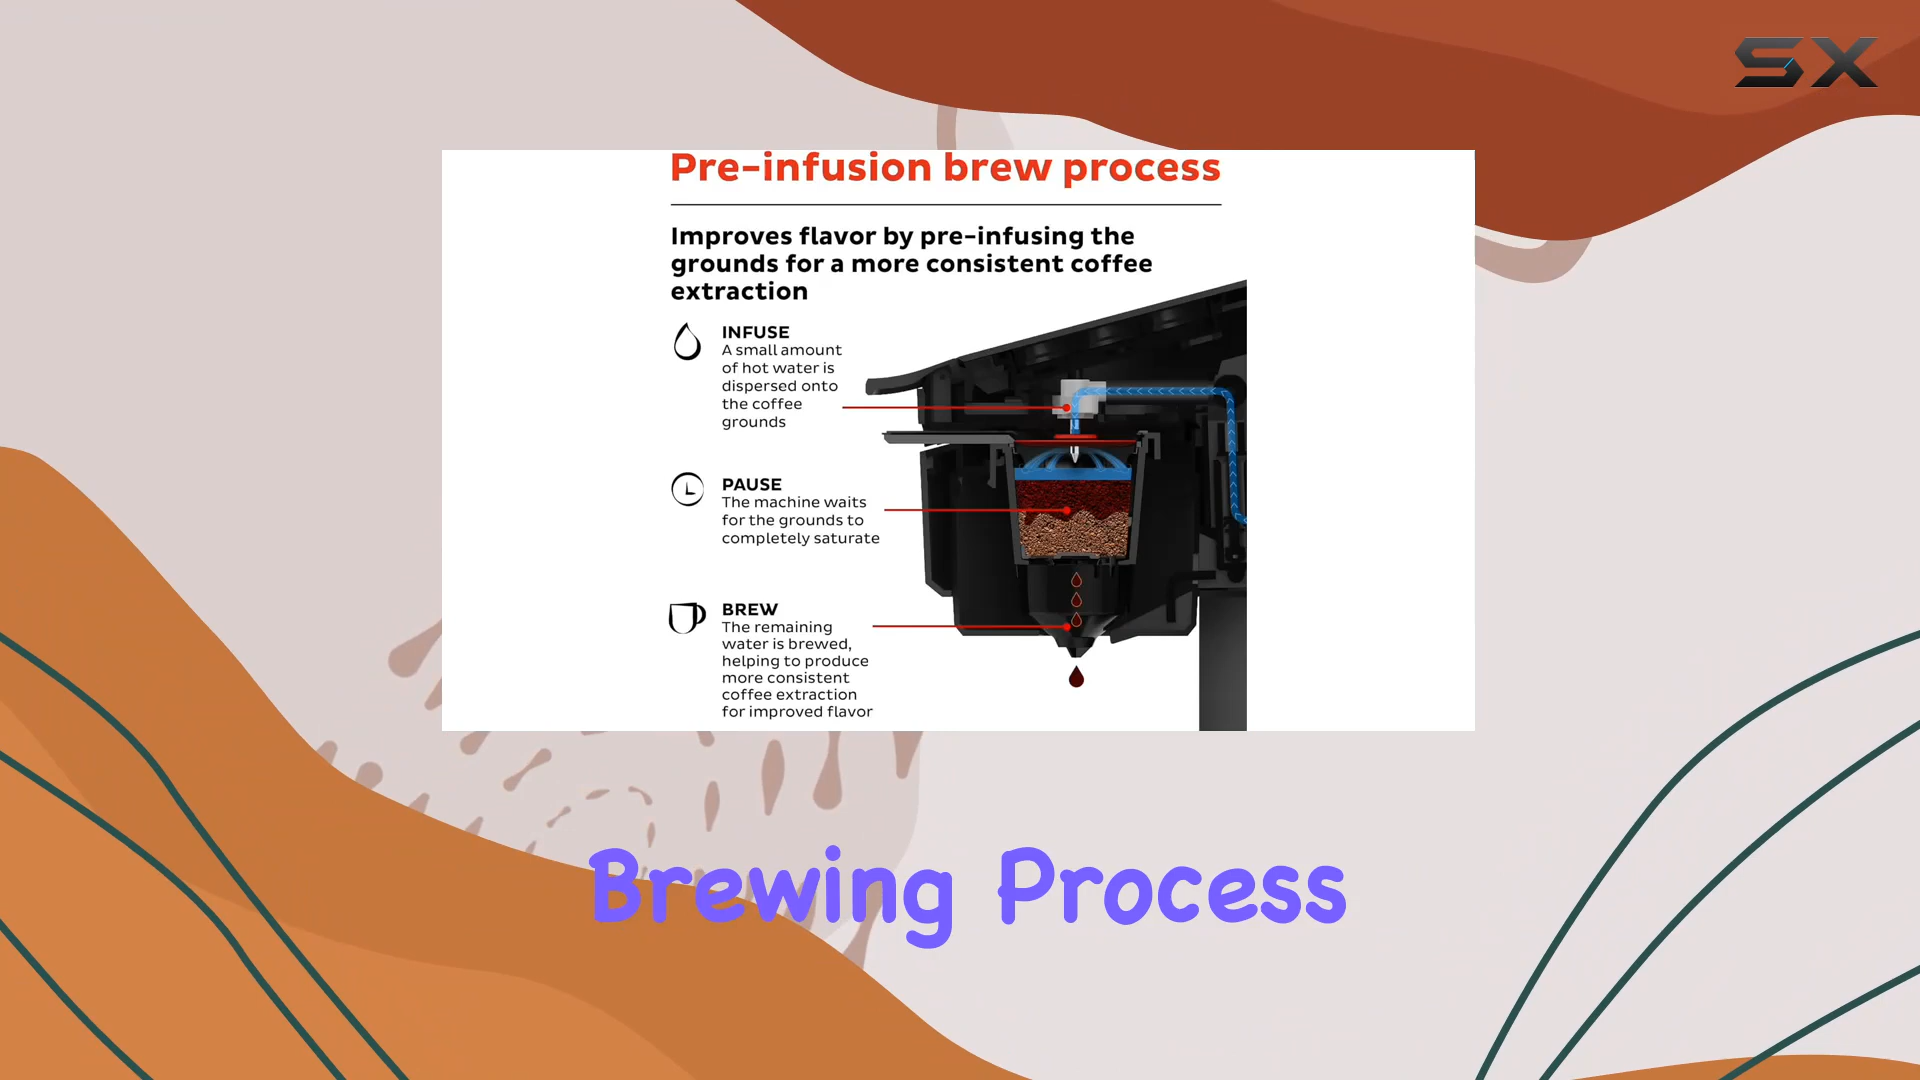 SX
Pre-infusion brew process
Improves flavor by pre-infusing the
grounds for a more consistent coffee
extraction
INFUSE
A small amount
of hot water is
dispersed onto
the coffee
grounds
PAUSE
The machine waits
for the grounds to
completely saturate
BREW
The remaining
water is brewed,
helping to produce
more consistent
coffee extraction
for improved flavor
Brewing Process